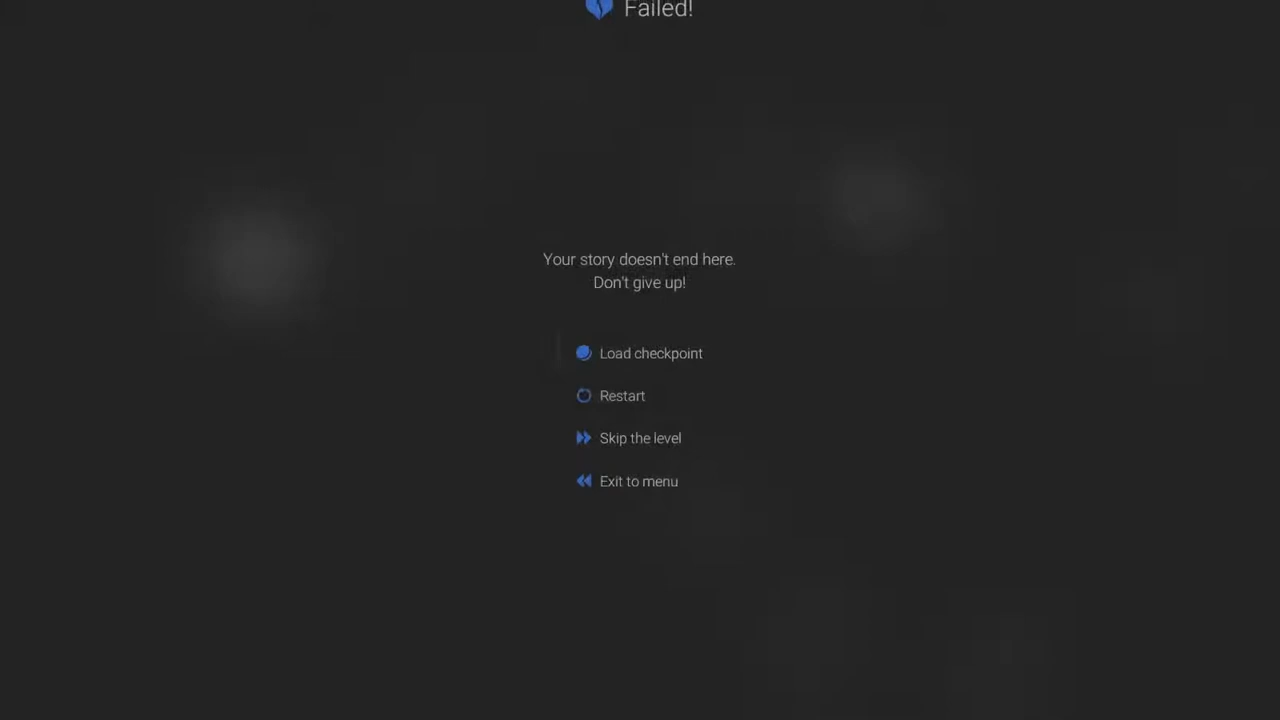 Failed!
Your story doesn't end here.
Don't give up!
Load checkpoint
Restart
Skip the level
Exit to menu